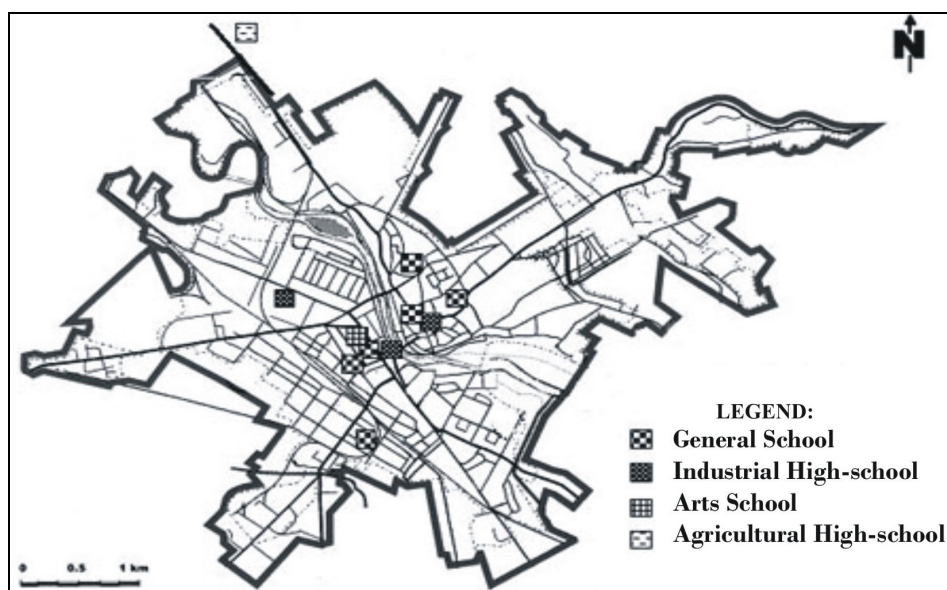 N
LEGEND:
General School
Industrial High-school
Arts School
Agricultural High-school
0 0.5 1 km